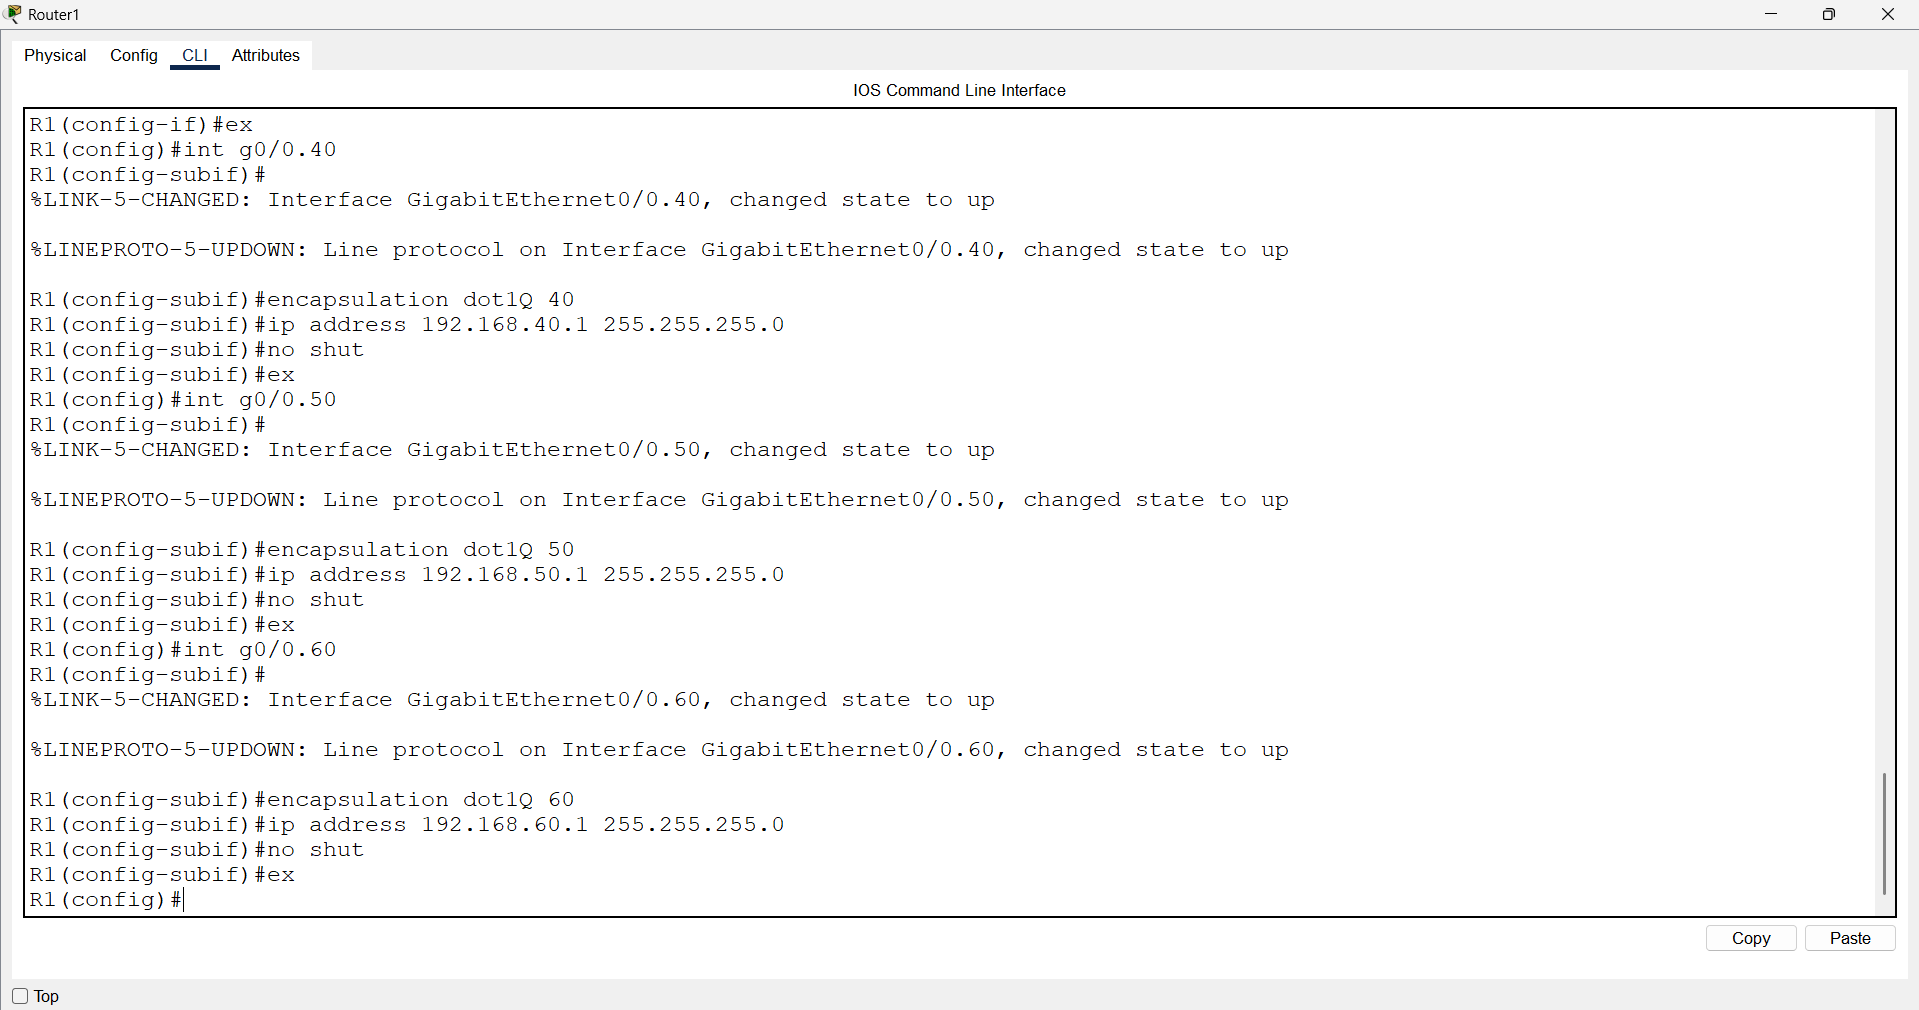 Router1
Physical Config CLI Attributes
IOS Command Line Interface
R1(config-if)#ex
R1(config)#int g0/0.40
R1(config-subif)#
%LINK-5-CHANGED: Interface GigabitEthernet0/0.40, changed state to up
%LINEPROTO-5-UPDOWN: Line protocol on Interface GigabitEthernet0/0.40, changed state to up
R1(config-subif)#encapsulation dot1Q 40
R1(config-subif)#ip address 192.168.40.1 255.255.255.0
R1(config-subif)#no shut
R1(config-subif)#ex
R1(config)#int g0/0.50
R1(config-subif)#
%LINK-5-CHANGED: Interface GigabitEthernet0/0.50, changed state to up
%LINEPROTO-5-UPDOWN: Line protocol on Interface GigabitEthernet0/0.50, changed state to up
R1(config-subif)#encapsulation dot1Q 50
R1(config-subif)#ip address 192.168.50.1 255.255.255.0
R1(config-subif)#no shut
R1(config-subif)#ex
R1(config)#int g0/0.60
R1(config-subif)#
%LINK-5-CHANGED: Interface GigabitEthernet0/0.60, changed state to up
%LINEPROTO-5-UPDOWN: Line protocol on Interface GigabitEthernet0/0.60, changed state to up
R1(config-subif)#encapsulation dot1Q 60
R1(config-subif)#ip address 192.168.60.1 255.255.255.0
R1(config-subif)#no shut
R1(config-subif)#ex
R1(config)#
Copy Paste
Top